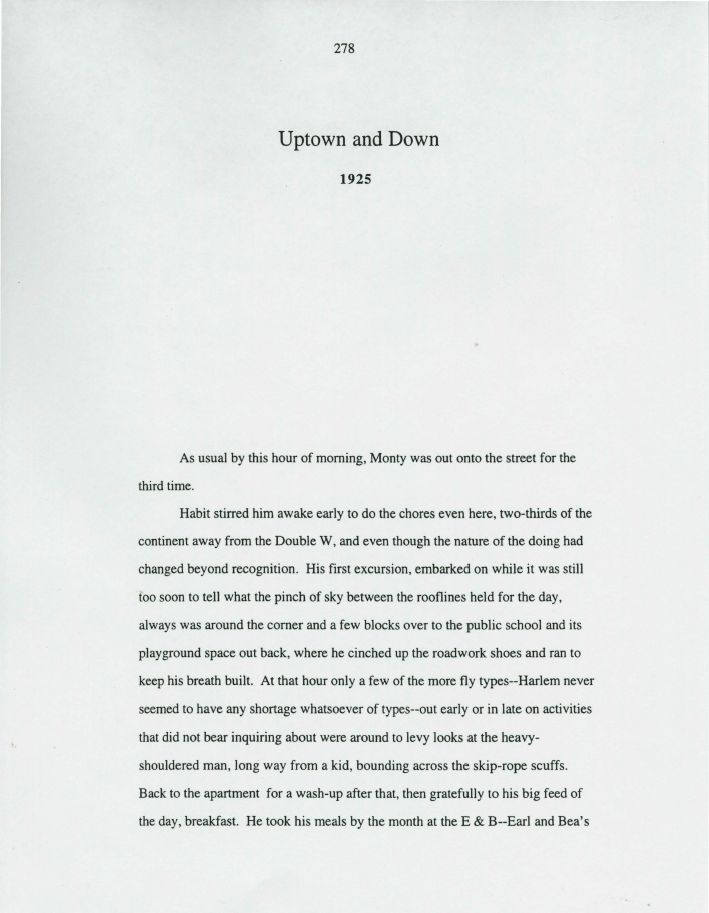 278
Uptown and Down
1925
As usual by this hour of morning, Monty was out onto the street for the
third time.
Habit stirred him awake early to do the chores even here, two-thirds of the
continent away from the Double W, and even though the nature of the doing had
changed beyond recognition. His first excursion, embarked on while it was still
too soon to tell what the pinch of sky between the rooflines held for the day,
always was around the corner and a few blocks over to the public school and its
playground space out back, where he cinched up the roadwork shoes and ran to
keep his breath built. At that hour only a few of the more fly types--Harlem never
seemed to have any shortage whatsoever of types--out early or in late on activities
that did not bear inquiring about were around to levy looks at the heavy-
shouldered man, long way from a kid, bounding across the skip-rope scuffs.
Back to the apartment for a wash-up after that, then gratefully to his big feed of
the day, breakfast. He took his meals by the month at the E & B--Earl and Bea's